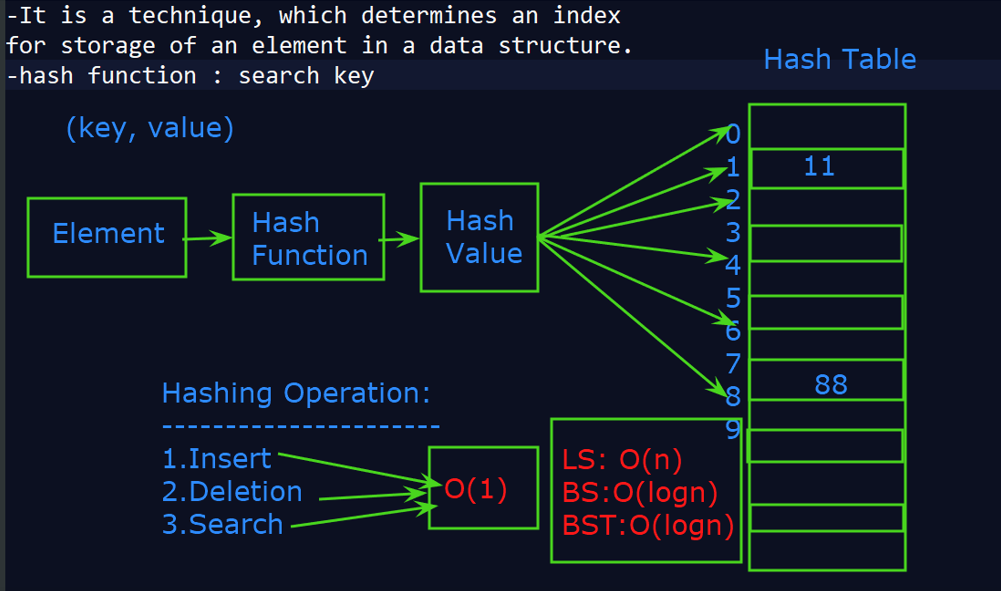 -It is a technique, which determines an index
for storage of an element in a data structure.
-hash function : search key
Hash Table
(key, value)
Element
Hash
Function
Hash
Value
0
1
2
3
4
5
6
7
8
9
11
88
Hashing Operation:
----------------------
1.Insert
2.Deletion
3.Search
O(1)
LS: O(n)
BS:O(logn)
BST:O(logn)